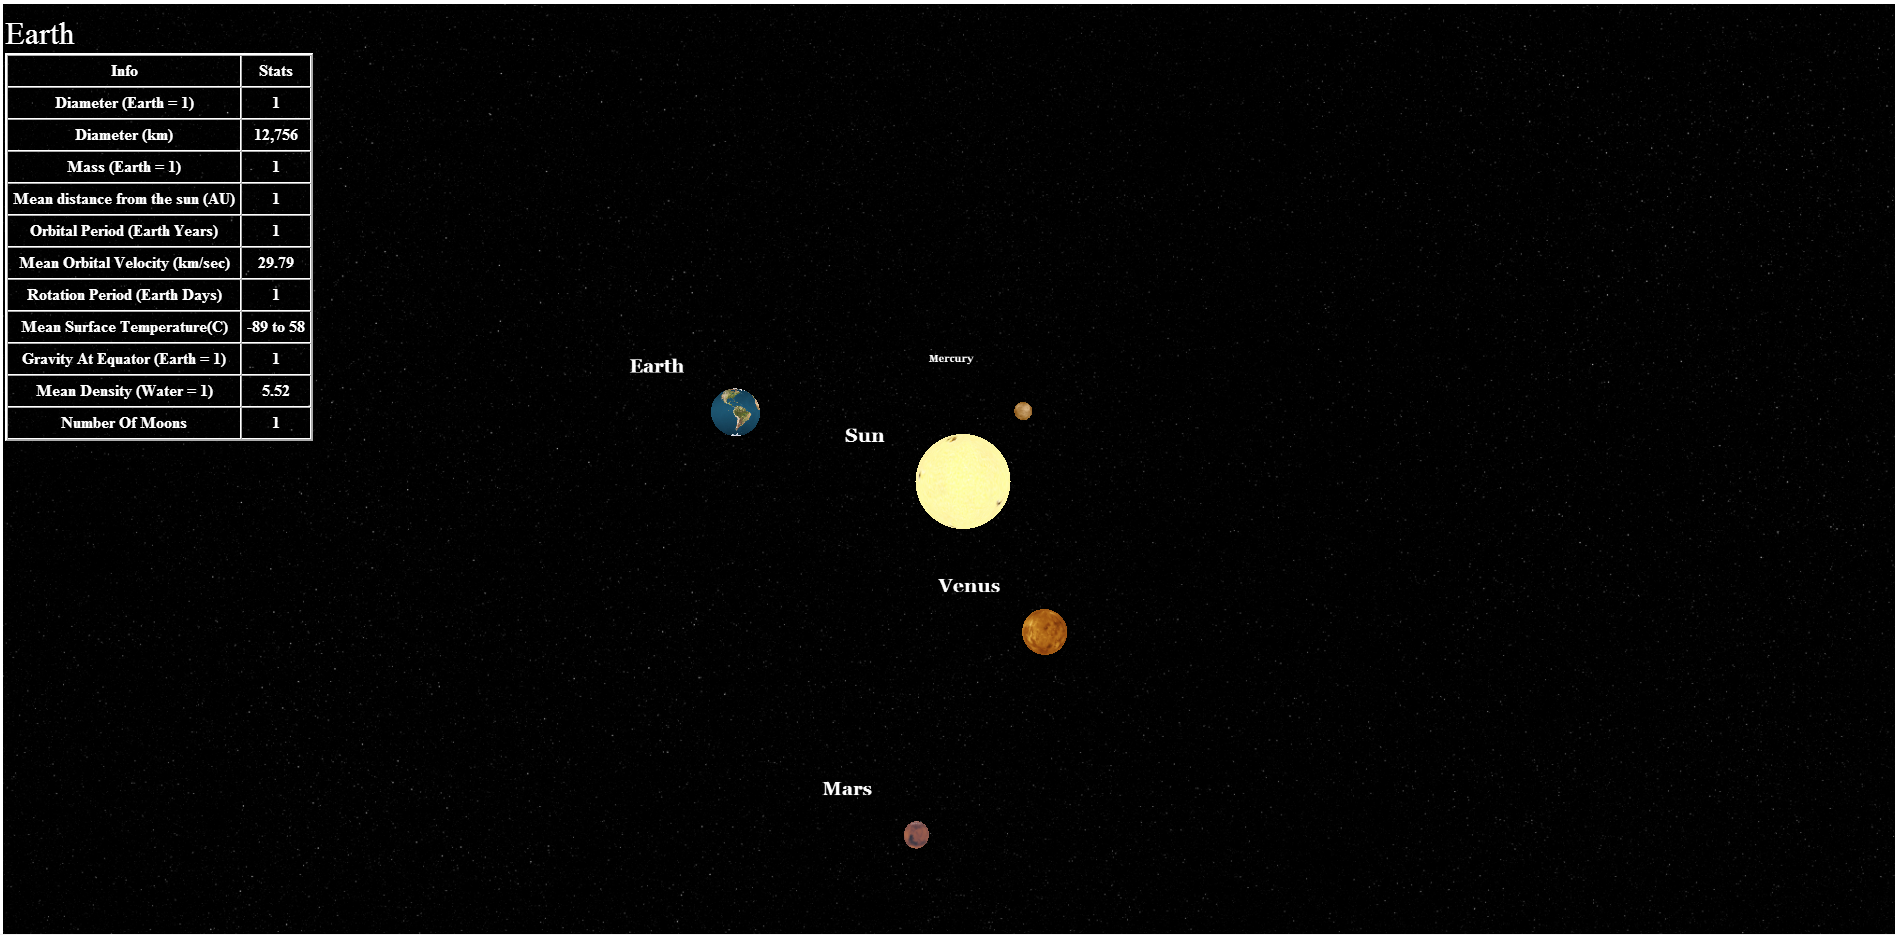 Earth
Info Stats
Diameter (Earth = 1) 1
Diameter (km) 12,756
Mass (Earth = 1) 1
Mean distance from the sun (AU) 1
Orbital Period (Earth Years) 1
Mean Orbital Velocity (km/sec) 29.79
Rotation Period (Earth Days) 1
Mean Surface Temperature(C) -89 to 58
Gravity At Equator (Earth = 1) 1
Mean Density (Water = 1) 5.52
Number Of Moons 1
Mercury
Earth
Sun
Venus
Mars